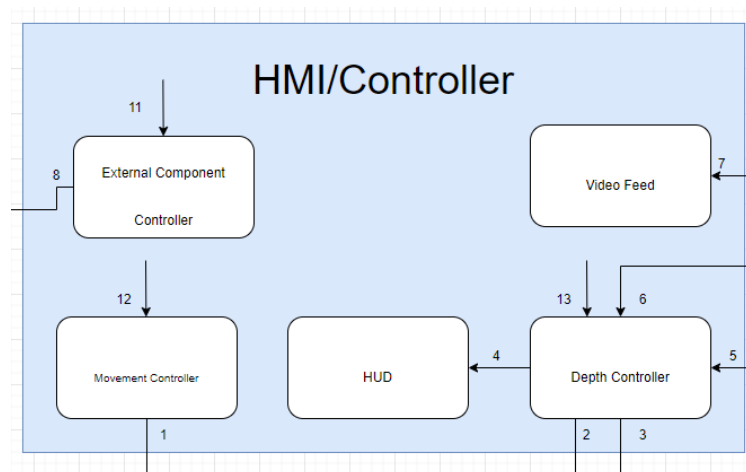 HMI/Controller
11
8
External Component
Controller
7
Video Feed
12
13
6
Movement Controller
HUD
4
Depth Controller
5
1
2
3